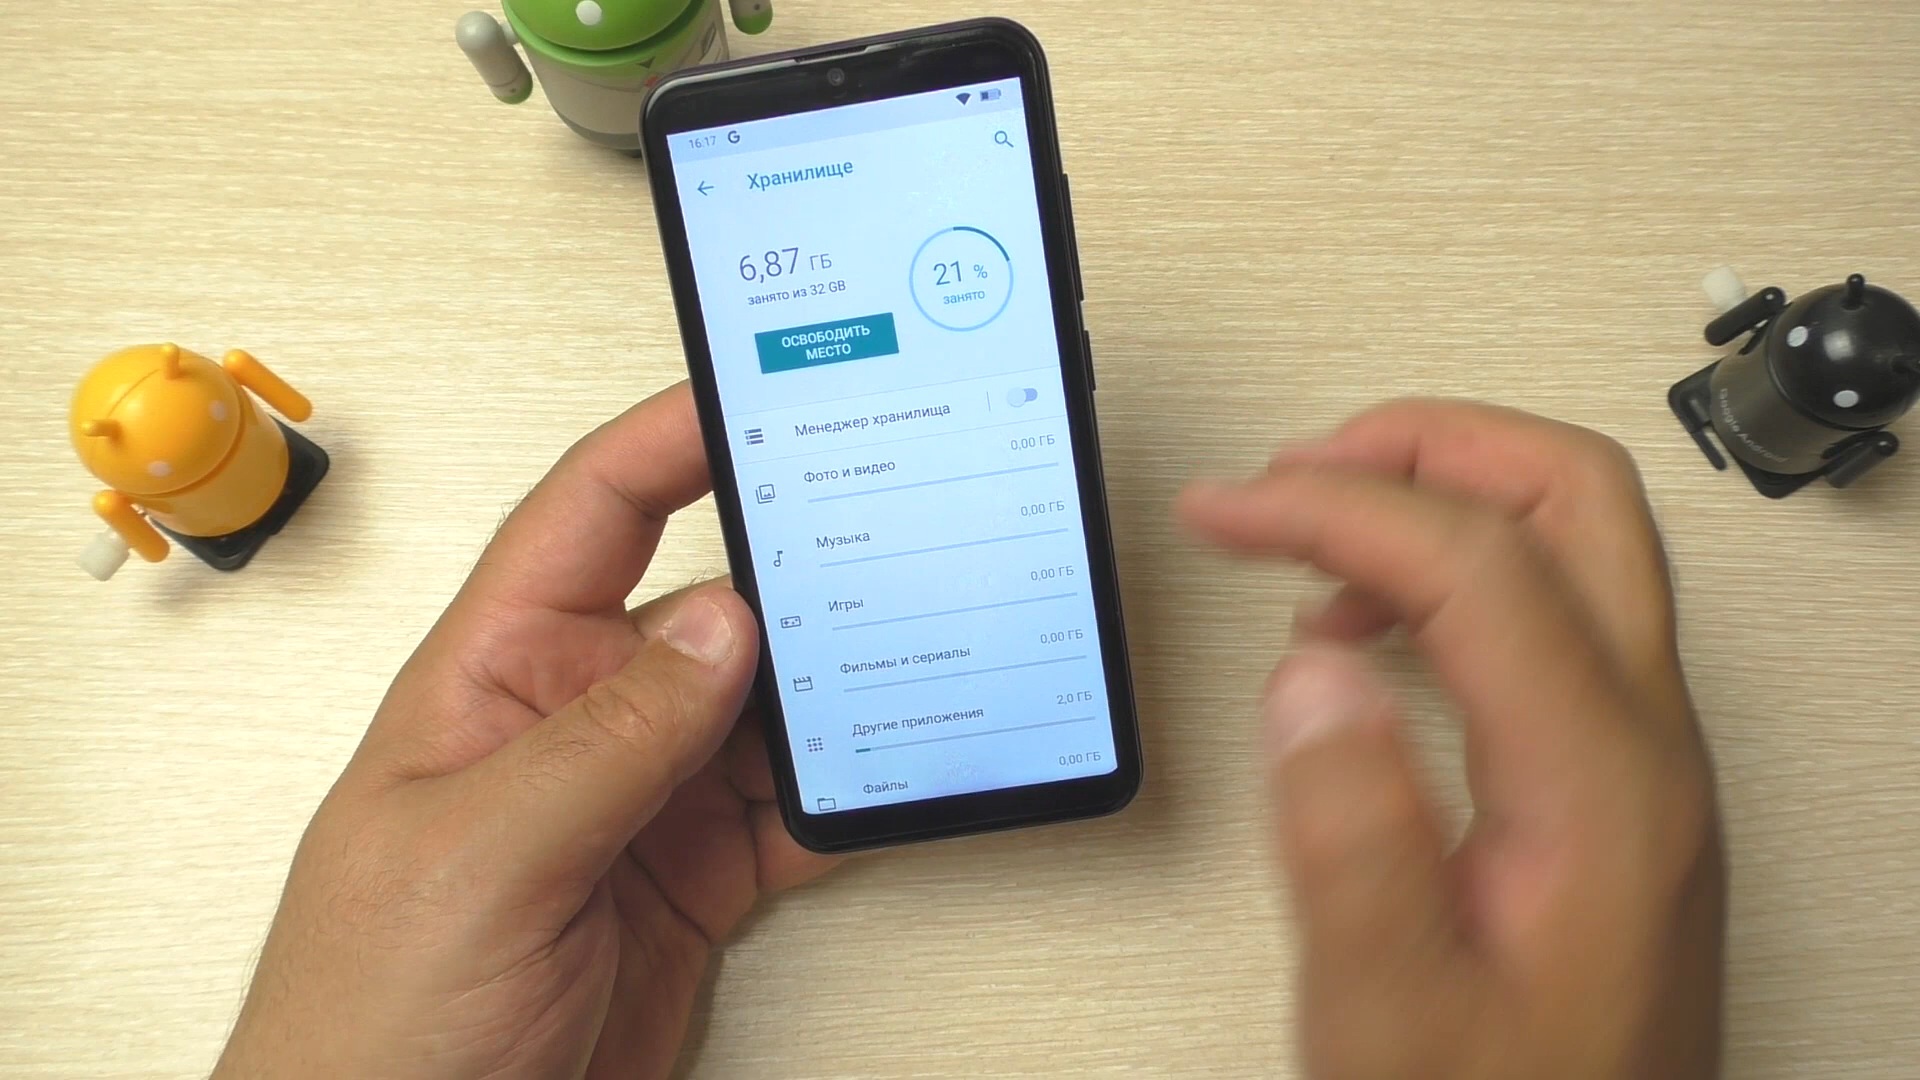 16:17 G
Хранилище
6,87 ГБ
занято из 32 GB
21 %
занято
ОСВОБОДИТЬ
МЕСТО
Менеджер хранилища
Фото и видео 0,00 ГБ
Музыка 0,00 ГБ
Игры 0,00 ГБ
Фильмы и сериалы 0,00 ГБ
Другие приложения 2,0 ГБ
Файлы 0,00 ГБ
Google Android